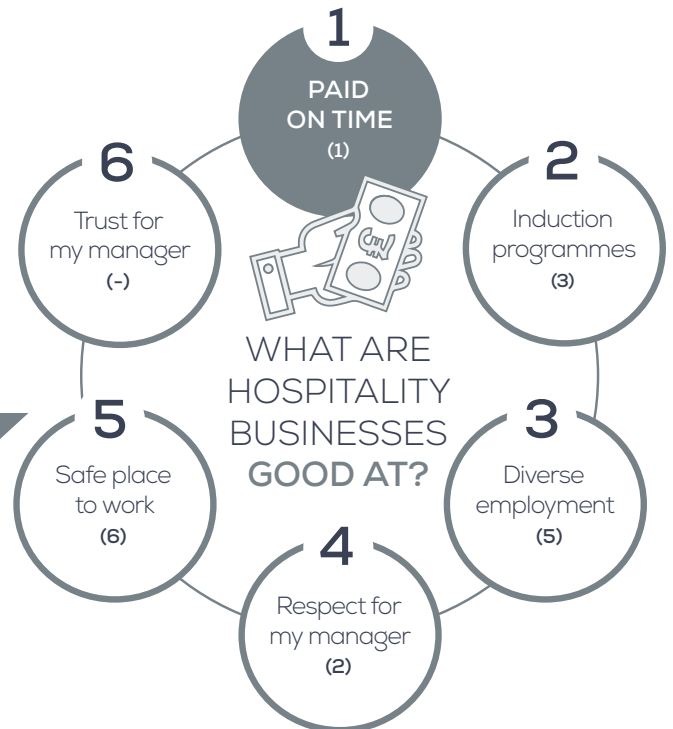 1
PAID
ON TIME
(1)
2
Induction
programmes
(3)
3
Diverse
employment
(5)
4
Respect for
my manager
(2)
5
Safe place
to work
(6)
6
Trust for
my manager
(-)
£
WHAT ARE
HOSPITALITY
BUSINESSES
GOOD AT?